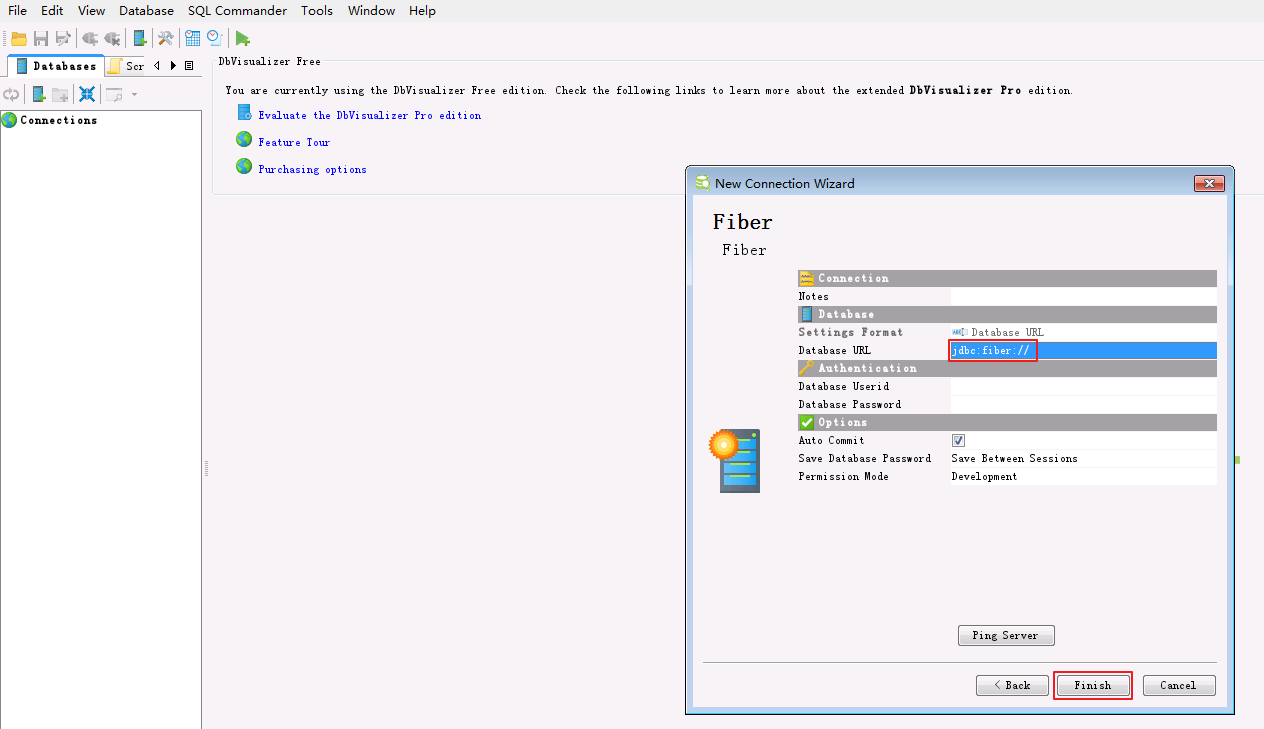 File Edit View Database SQL Commander Tools Window Help
Databases Scr
Connections
DbVisualizer Free
You are currently using the DbVisualizer Free edition. Check the following links to learn more about the extended DbVisualizer Pro edition.
Evaluate the DbVisualizer Pro edition
Feature Tour
Purchasing options
New Connection Wizard
Fiber
Fiber
Connection
Notes
Database
Settings Format Database URL
Database URL jdbc:fiber://
Authentication
Database Userid
Database Password
Options
Auto Commit
Save Database Password Save Between Sessions
Permission Mode Development
Ping Server
< Back Finish Cancel